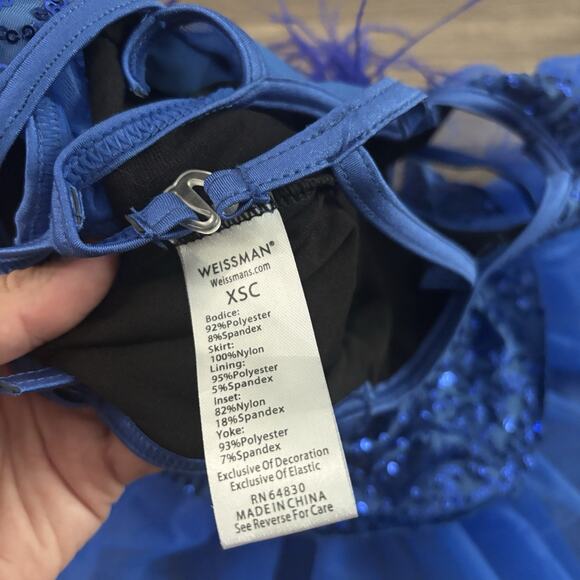 WEISSMAN®
Weissmans.com
XSC
Bodice:
92%Polyester
8%Spandex
Skirt:
100%Nylon
Lining:
95%Polyester
5%Spandex
Inset:
82%Nylon
18%Spandex
Yoke:
93%Polyester
7%Spandex
Exclusive Of Decoration
Exclusive Of Elastic
RN 64830
MADE IN CHINA
See Reverse For Care